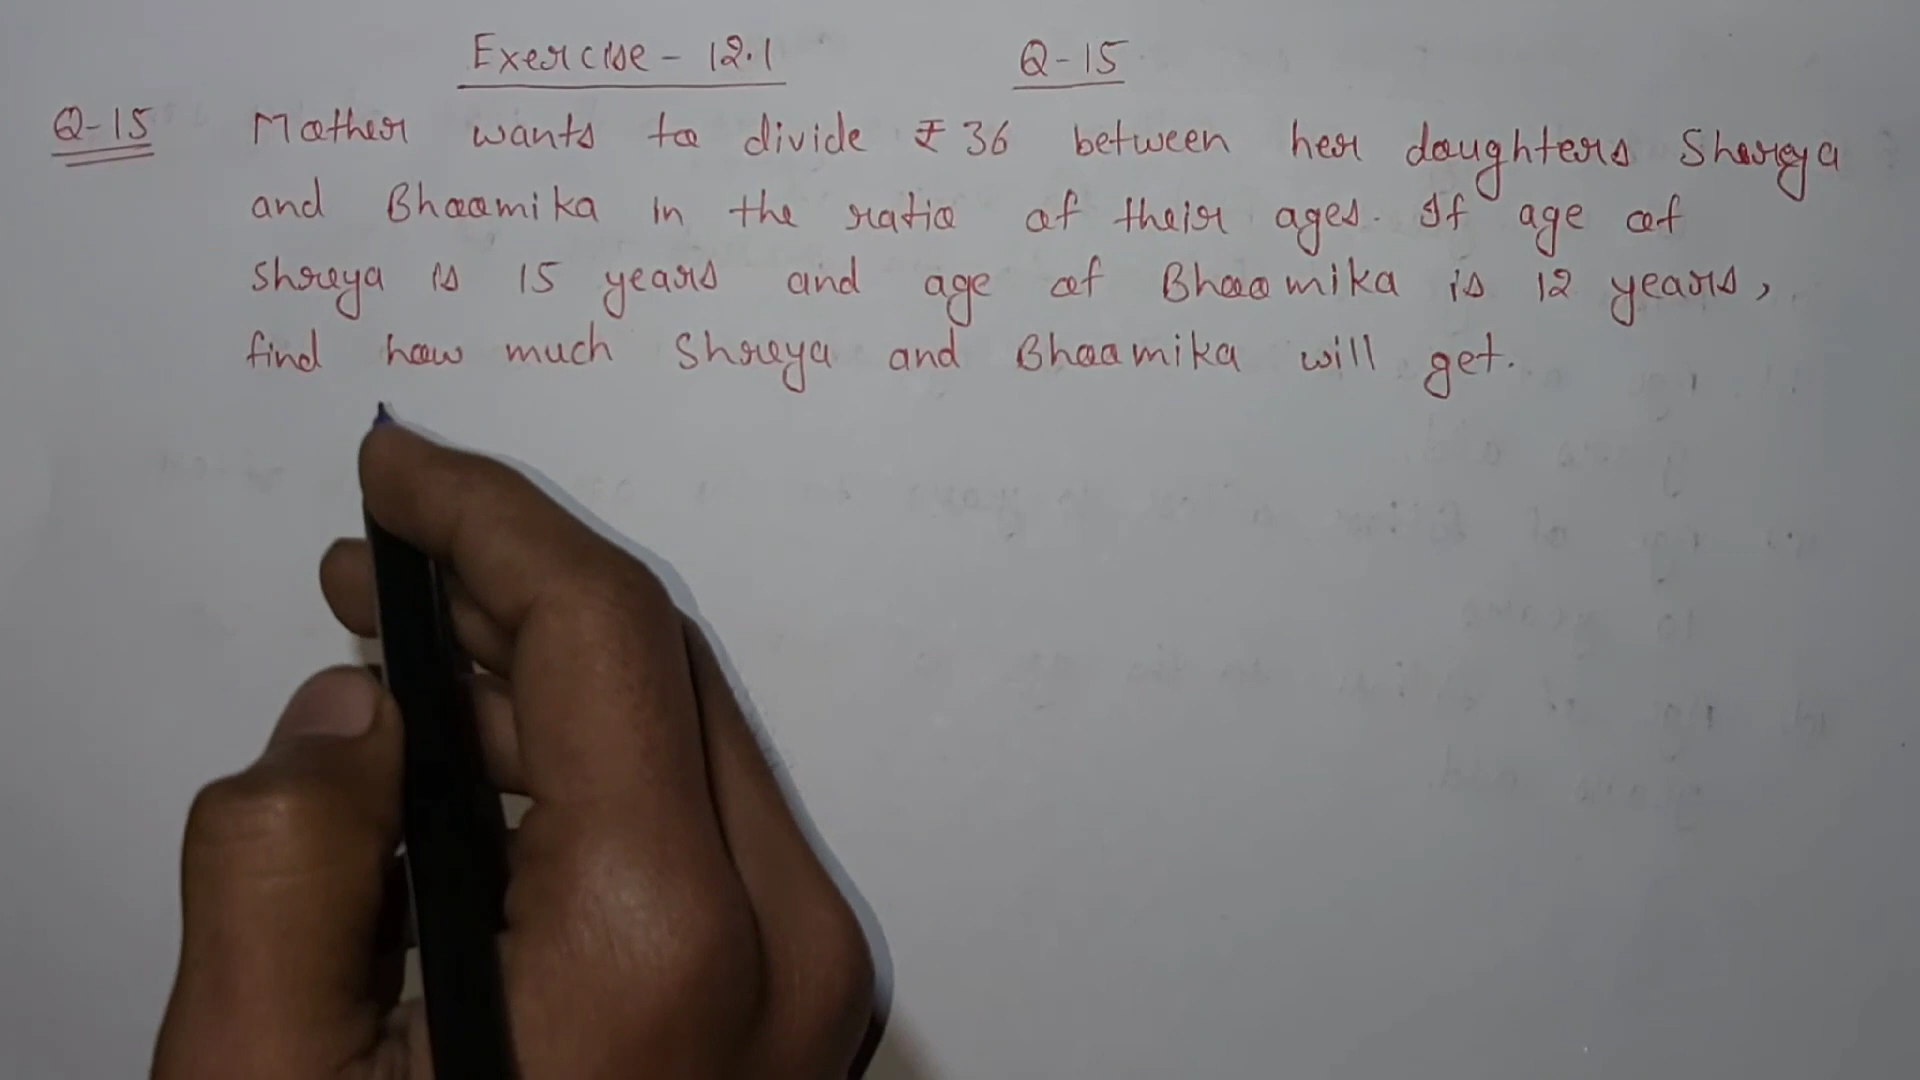 Exercise - 12.1 Q-15
Q-15 Mother wants to divide ₹ 36 between her daughters Shreya
and Bhoomika in the ratio of their ages. If age of
Shreya is 15 years and age of Bhoomika is 12 years,
find how much Shreya and Bhoomika will get.